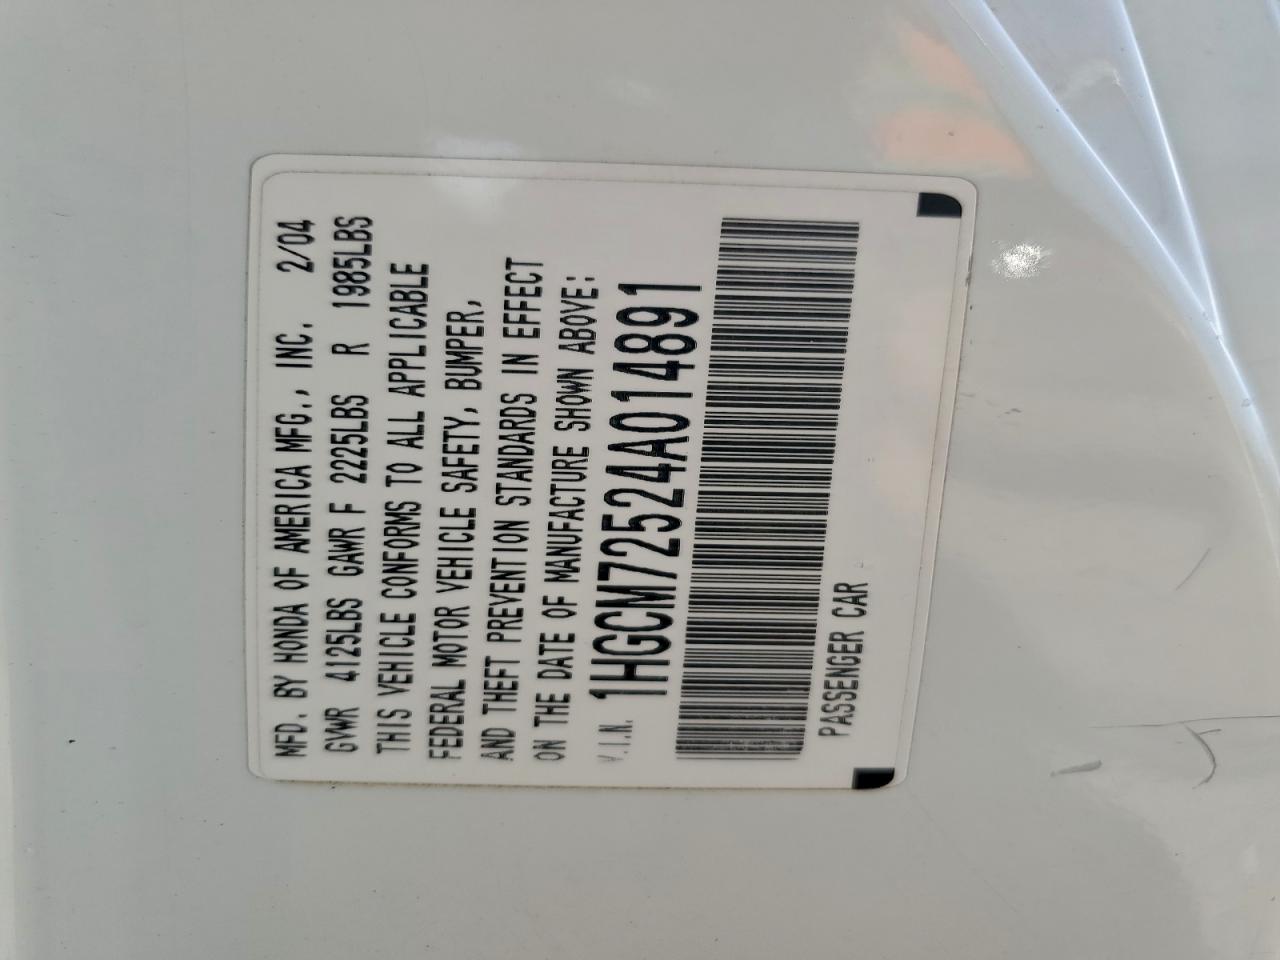 MFD. BY HONDA OF AMERICA MFG., INC. 2/04
GVWR 4125LBS GAWR F 2225LBS R 1985LBS
THIS VEHICLE CONFORMS TO ALL APPLICABLE
FEDERAL MOTOR VEHICLE SAFETY, BUMPER,
AND THEFT PREVENTION STANDARDS IN EFFECT
ON THE DATE OF MANUFACTURE SHOWN ABOVE:
V.I.N. 1HGCM72524A014891
PASSENGER CAR